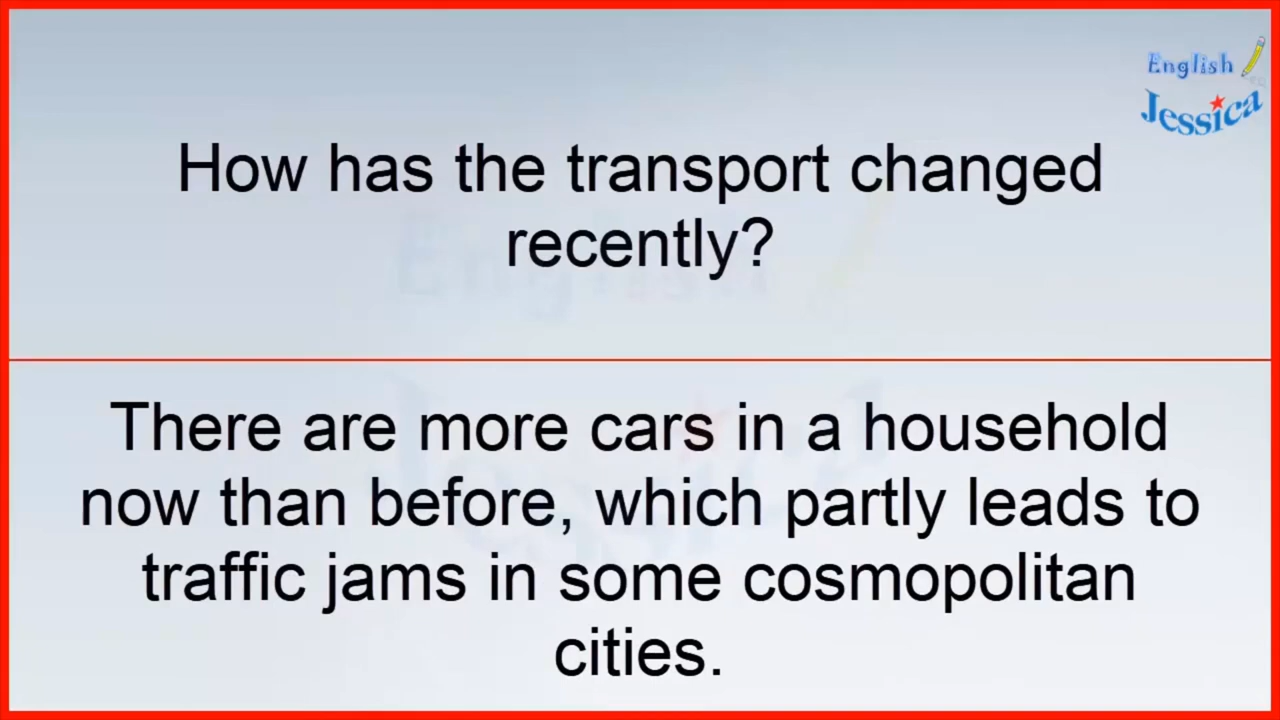 English
Jessica
How has the transport changed
recently?
There are more cars in a household
now than before, which partly leads to
traffic jams in some cosmopolitan
cities.